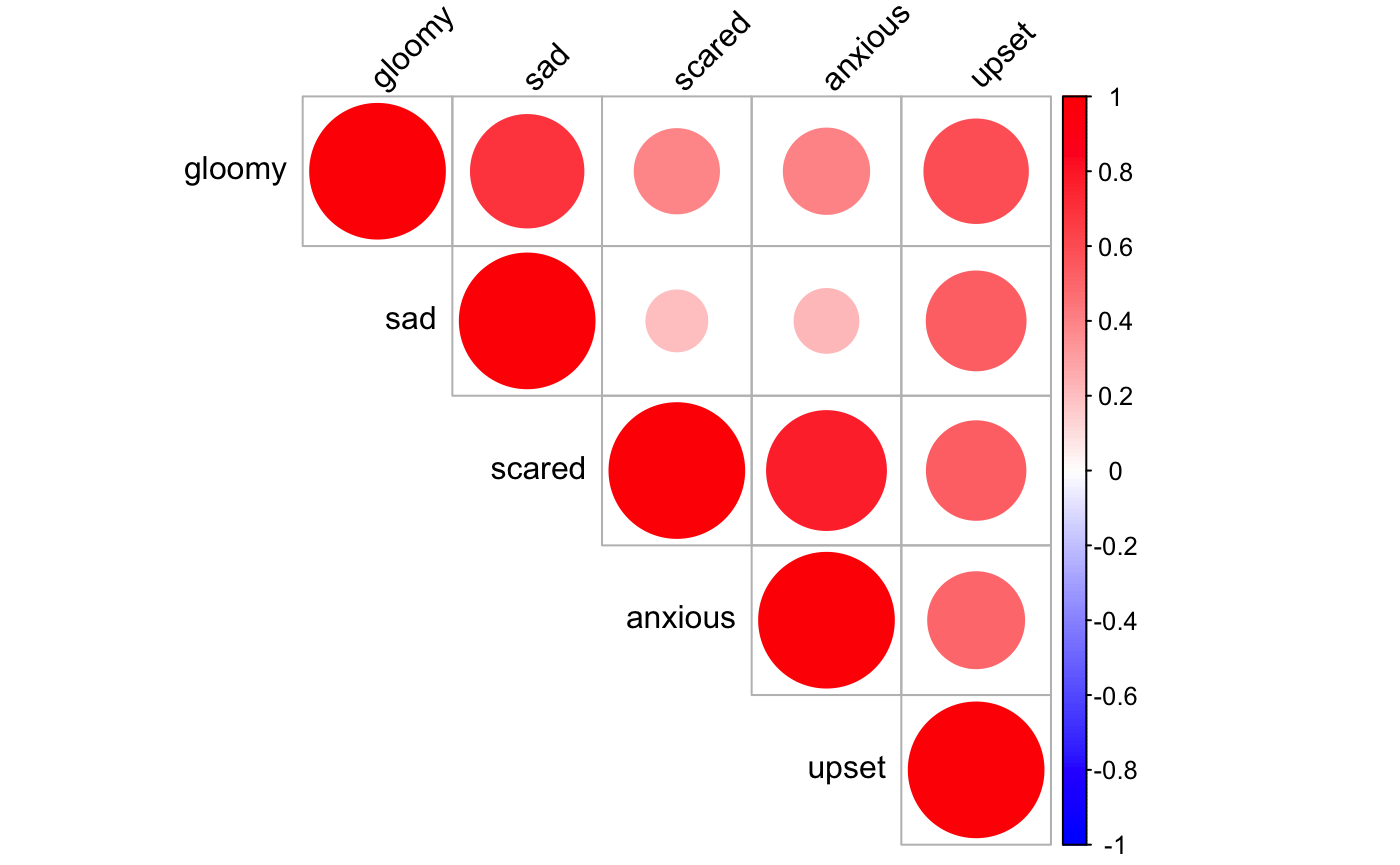 gloomy
sad
scared
anxious
upset
gloomy
sad
scared
anxious
upset
1
0.8
0.6
0.4
0.2
0
-0.2
-0.4
-0.6
-0.8
-1